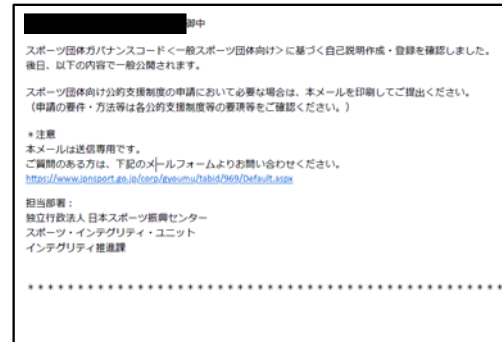 御中
スポーツ団体ガバナンスコード＜一般スポーツ団体向け＞に基づく自己説明作成・登録を確認しました。
後日、以下の内容で一般公開されます。
スポーツ団体向け公的支援制度の申請において必要な場合は、本メールを印刷してご提出ください。
（申請の要件・方法等は各公的支援制度等の要項等をご確認ください。）
＊注意
本メールは送信専用です。
ご質問のある方は、下記のメールフォームよりお問い合わせください。
https://www.jpnsport.go.jp/corp/gyoumu/tabid/969/Default.aspx
担当部署：
独立行政法人 日本スポーツ振興センター
スポーツ・インテグリティ・ユニット
インテグリティ推進課
＊＊＊＊＊＊＊＊＊＊＊＊＊＊＊＊＊＊＊＊＊＊＊＊＊＊＊＊＊＊＊＊＊＊＊＊＊＊＊＊＊＊＊＊＊＊＊＊